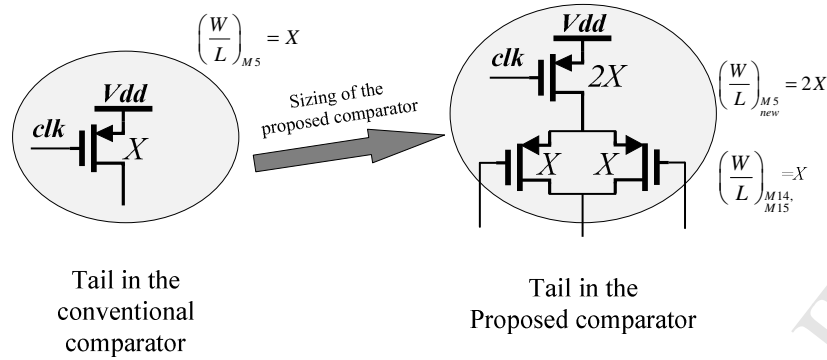 (W/L)M5 = X
Vdd
clk
X
Tail in the
conventional
comparator
Sizing of the
proposed comparator
Vdd
clk
2X
X X
(W/L)M5 new = 2X
(W/L)M14, M15 =X
Tail in the
Proposed comparator